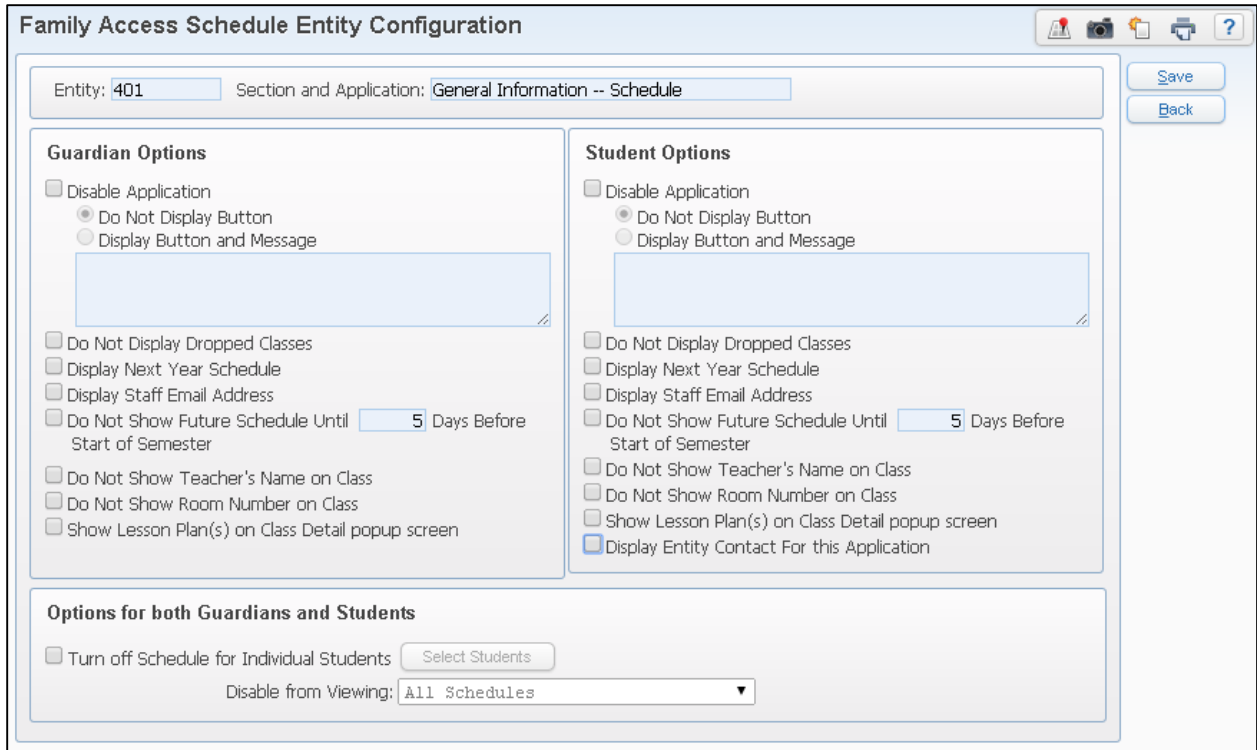 Family Access Schedule Entity Configuration
?
Entity: 401 Section and Application: General Information -- Schedule
Save
Back
Guardian Options
Disable Application
Do Not Display Button
Display Button and Message
Do Not Display Dropped Classes
Display Next Year Schedule
Display Staff Email Address
Do Not Show Future Schedule Until 5 Days Before
Start of Semester
Do Not Show Teacher's Name on Class
Do Not Show Room Number on Class
Show Lesson Plan(s) on Class Detail popup screen
Student Options
Disable Application
Do Not Display Button
Display Button and Message
Do Not Display Dropped Classes
Display Next Year Schedule
Display Staff Email Address
Do Not Show Future Schedule Until 5 Days Before
Start of Semester
Do Not Show Teacher's Name on Class
Do Not Show Room Number on Class
Show Lesson Plan(s) on Class Detail popup screen
Display Entity Contact For this Application
Options for both Guardians and Students
Turn off Schedule for Individual Students Select Students
Disable from Viewing: All Schedules